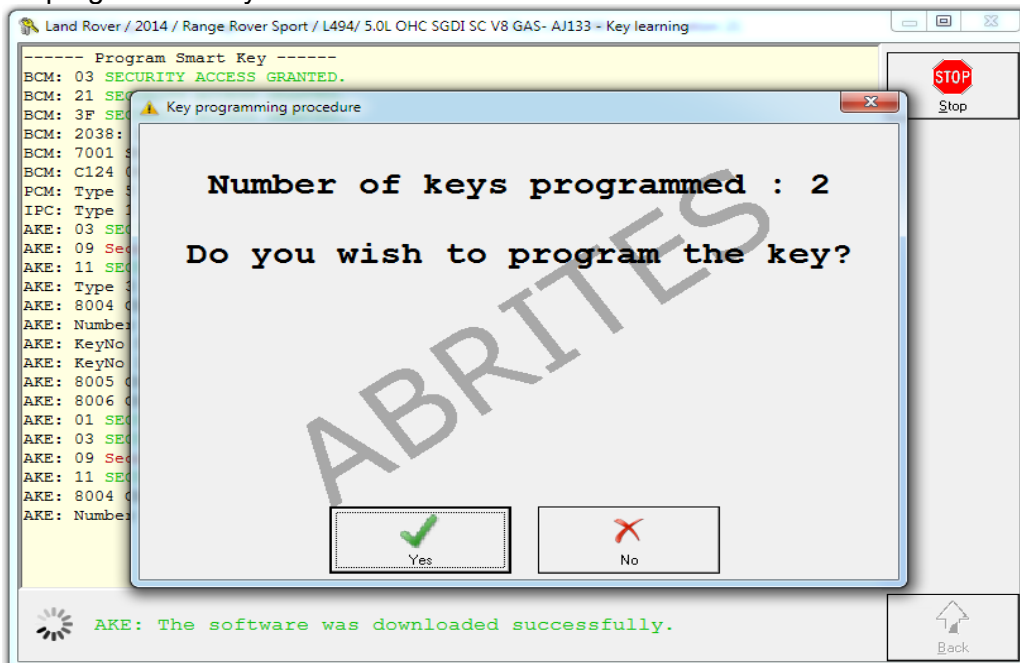 Land Rover / 2014 / Range Rover Sport / L494/ 5.0L OHC SGDI SC V8 GAS- AJ133 - Key learning
------ Program Smart Key ------
BCM: 03 SECURITY ACCESS GRANTED.
BCM: 21
BCM: 3F
BCM: 2038:
BCM: 7001
BCM: C124
PCM: Type
IPC: Type
AKE: 03
AKE: 09
AKE: 11
AKE: Type
AKE: 8004
AKE: Number
AKE: KeyNo
AKE: KeyNo
AKE: 8005
AKE: 8006
AKE: 01
AKE: 03
AKE: 09
AKE: 11
AKE: 8004
AKE: Number
STOP
Stop
Key programming procedure
Number of keys programmed : 2
Do you wish to program the key?
ABRITES
Yes
No
AKE: The software was downloaded successfully.
Back